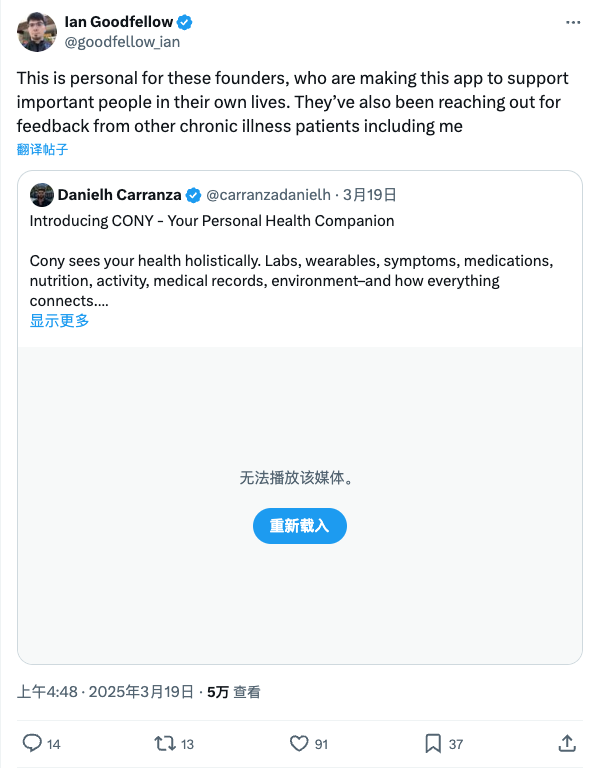 Ian Goodfellow
@goodfellow_ian
This is personal for these founders, who are making this app to support
important people in their own lives. They’ve also been reaching out for
feedback from other chronic illness patients including me
翻译帖子
Danielh Carranza @carranzadanielh · 3月19日
Introducing CONY - Your Personal Health Companion
Cony sees your health holistically. Labs, wearables, symptoms, medications,
nutrition, activity, medical records, environment–and how everything
connects....
显示更多
无法播放该媒体。
重新载入
上午4:48 · 2025年3月19日 · 5万 查看
14 13 91 37